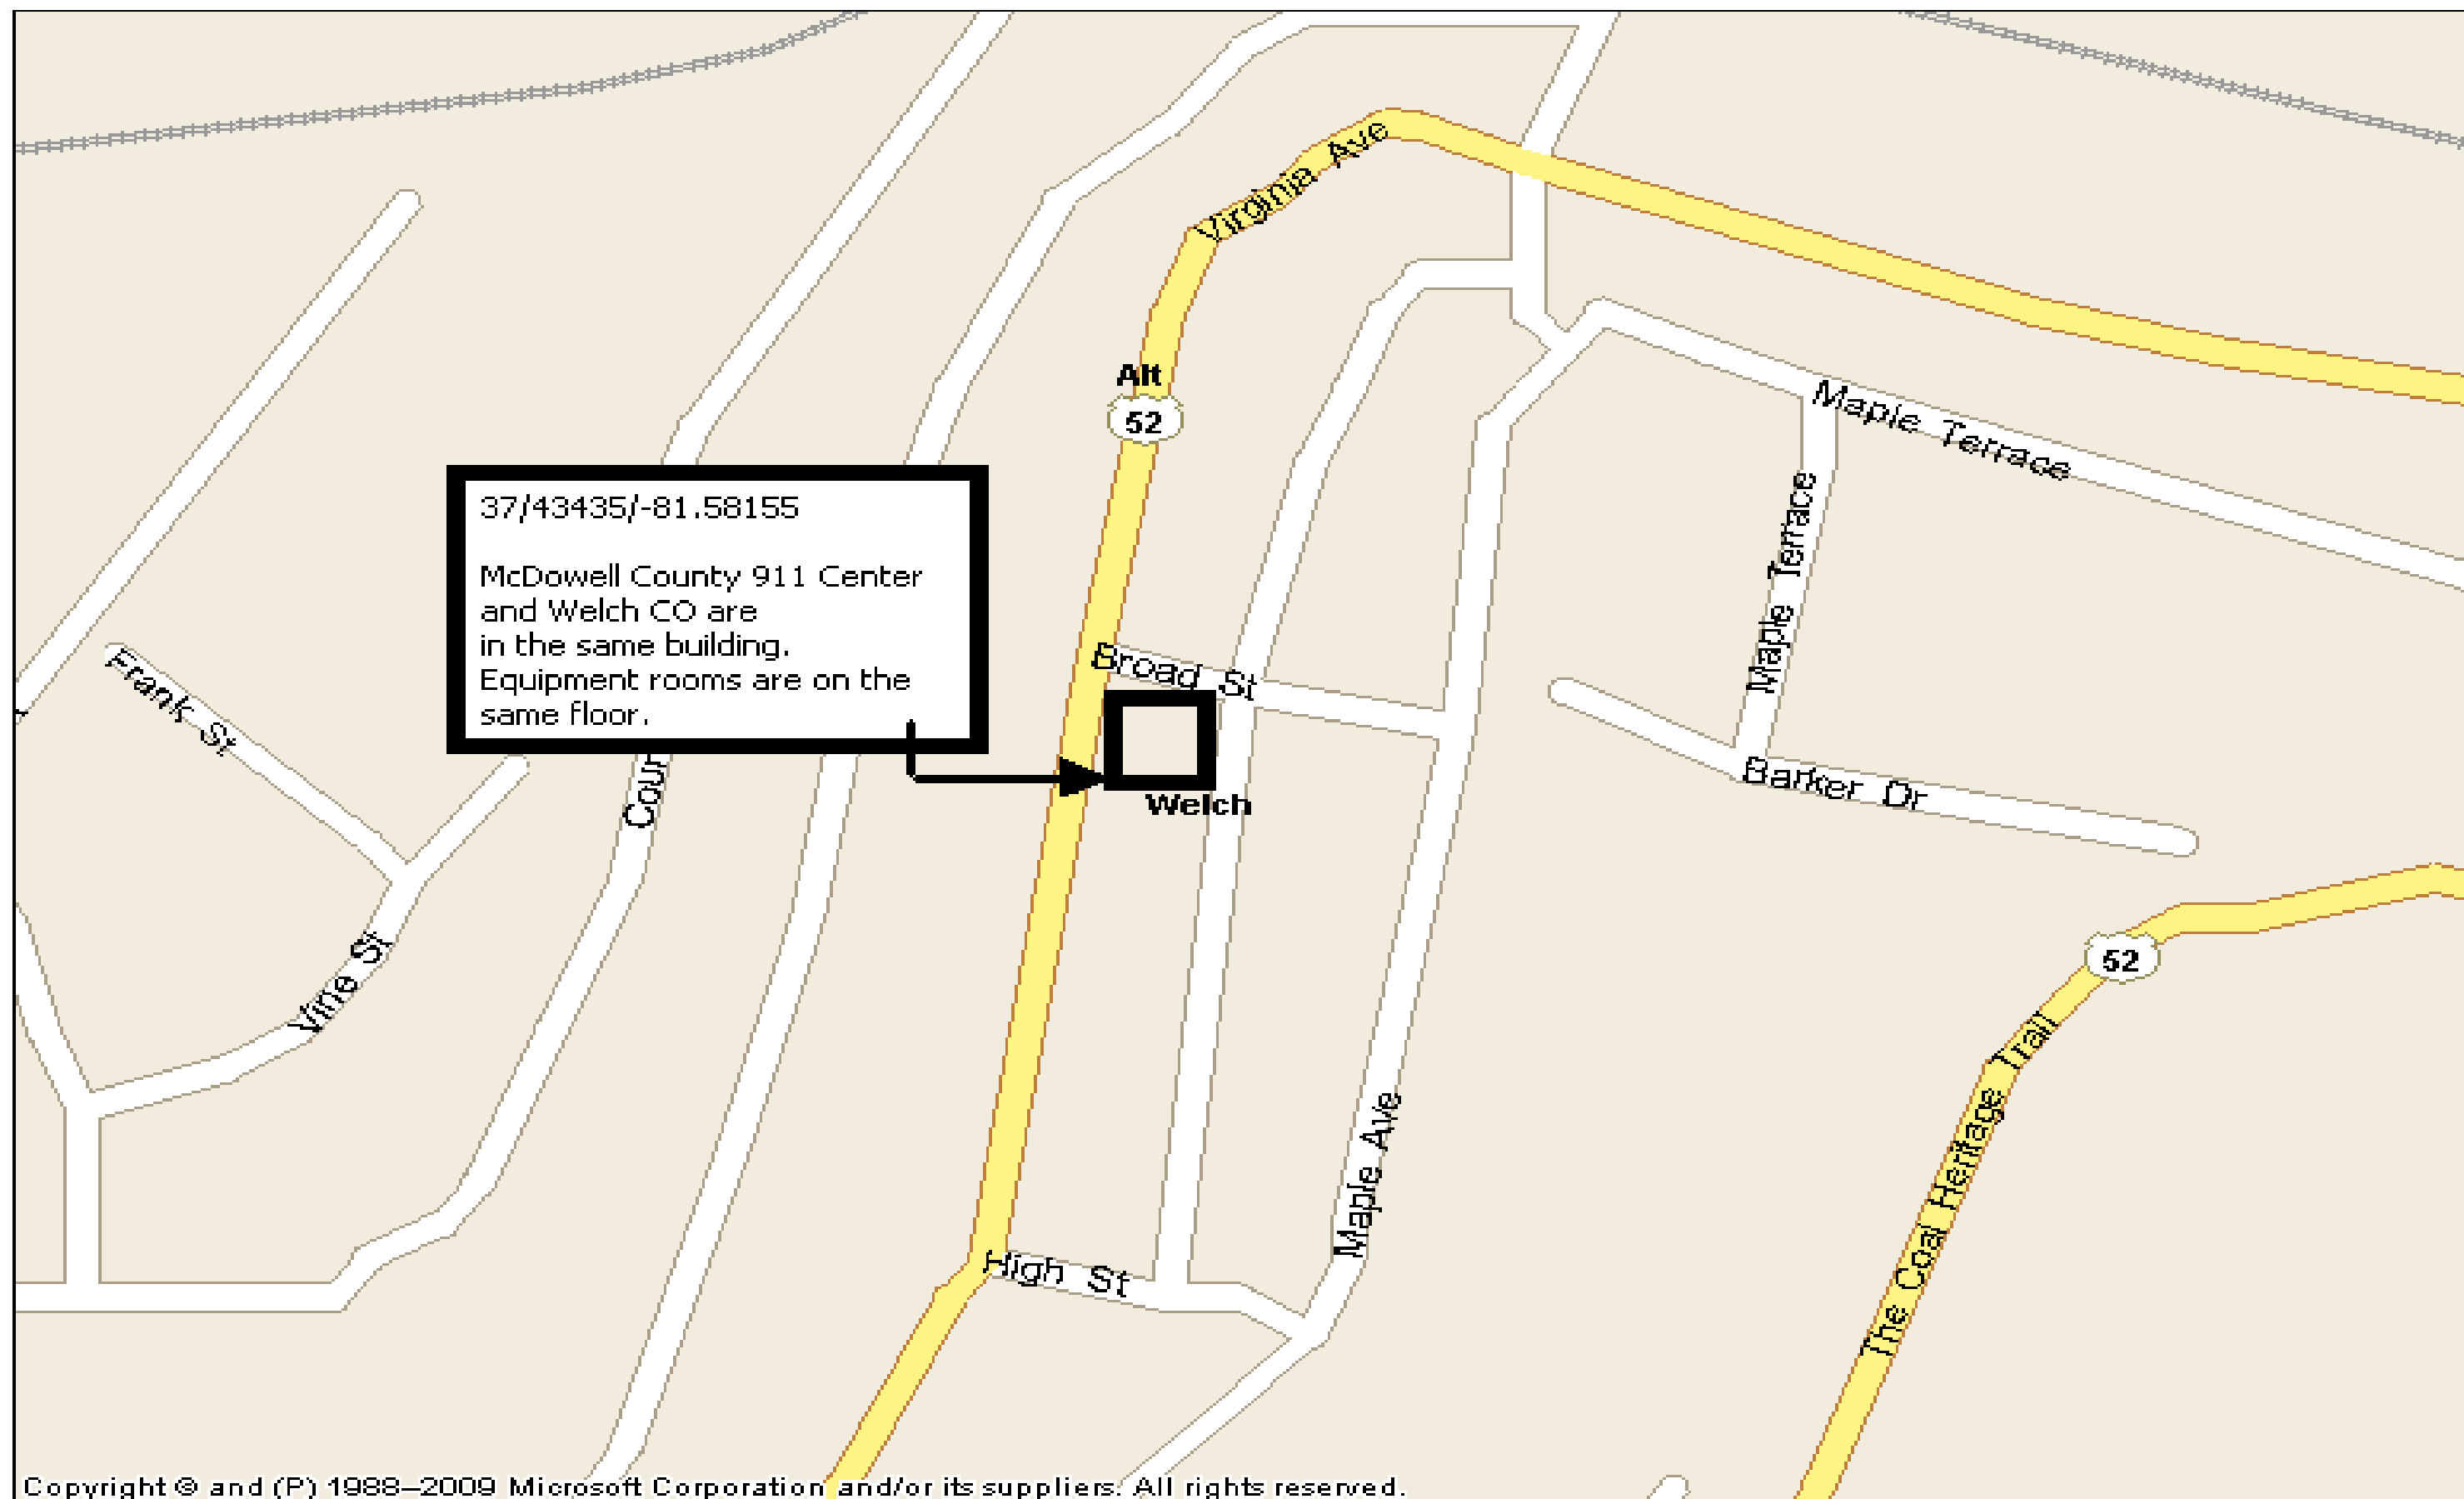 Virginia Ave
Alt
52
Maple Terrace
37/43435/-81.58155
McDowell County 911 Center
and Welch CO are
in the same building.
Equipment rooms are on the
same floor.
Maple Terrace
Broad St
Frank St
Welch
Barker Dr
Cour
Vine St
52
The Coal Heritage Trail
Maple Ave
High St
Copyright © and (P) 1988–2009 Microsoft Corporation and/or its suppliers. All rights reserved.